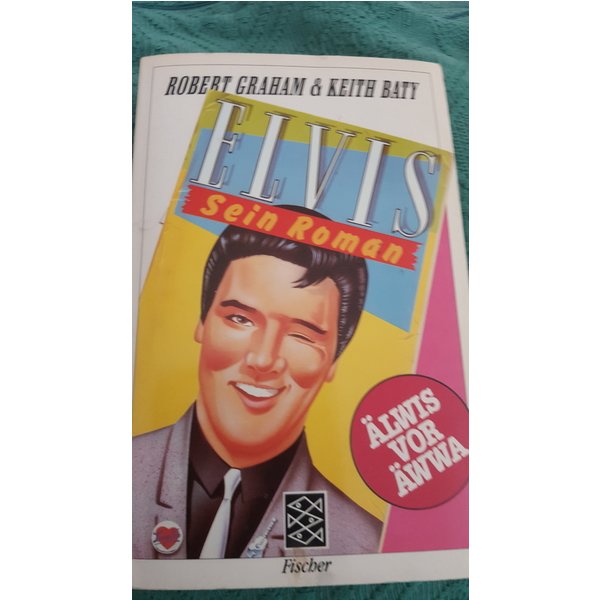 ROBERT GRAHAM & KEITH BATY
ELVIS
Sein Roman
ÄLWIS
VOR
ÄWWA
Fischer